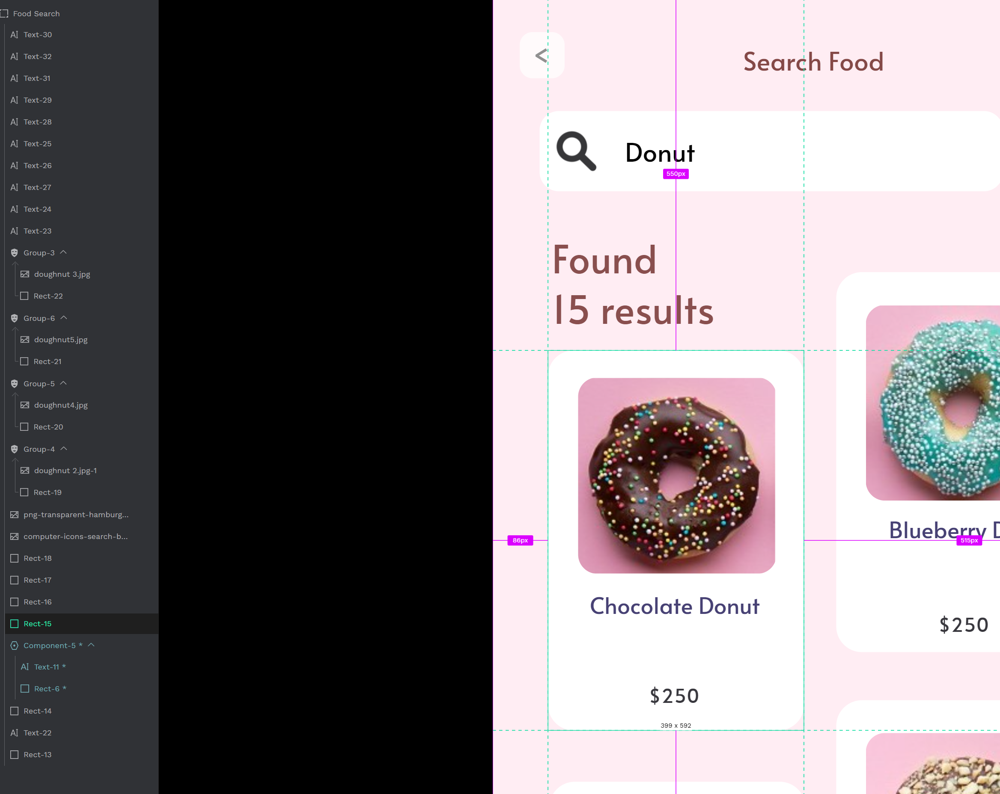 Food Search
Text-30
Text-32
Text-31
Text-29
Text-28
Text-25
Text-26
Text-27
Text-24
Text-23
Group-3
doughnut 3.jpg
Rect-22
Group-6
doughnut5.jpg
Rect-21
Group-5
doughnut4.jpg
Rect-20
Group-4
doughnut 2.jpg-1
Rect-19
png-transparent-hamburg...
computer-icons-search-b...
Rect-18
Rect-17
Rect-16
Rect-15
Component-5 *
Text-11 *
Rect-6 *
Rect-14
Text-22
Rect-13
<
Search Food
Donut
550px
Found
15 results
Blueberry D
86px
515px
Chocolate Donut
$250
$250
399 x 592